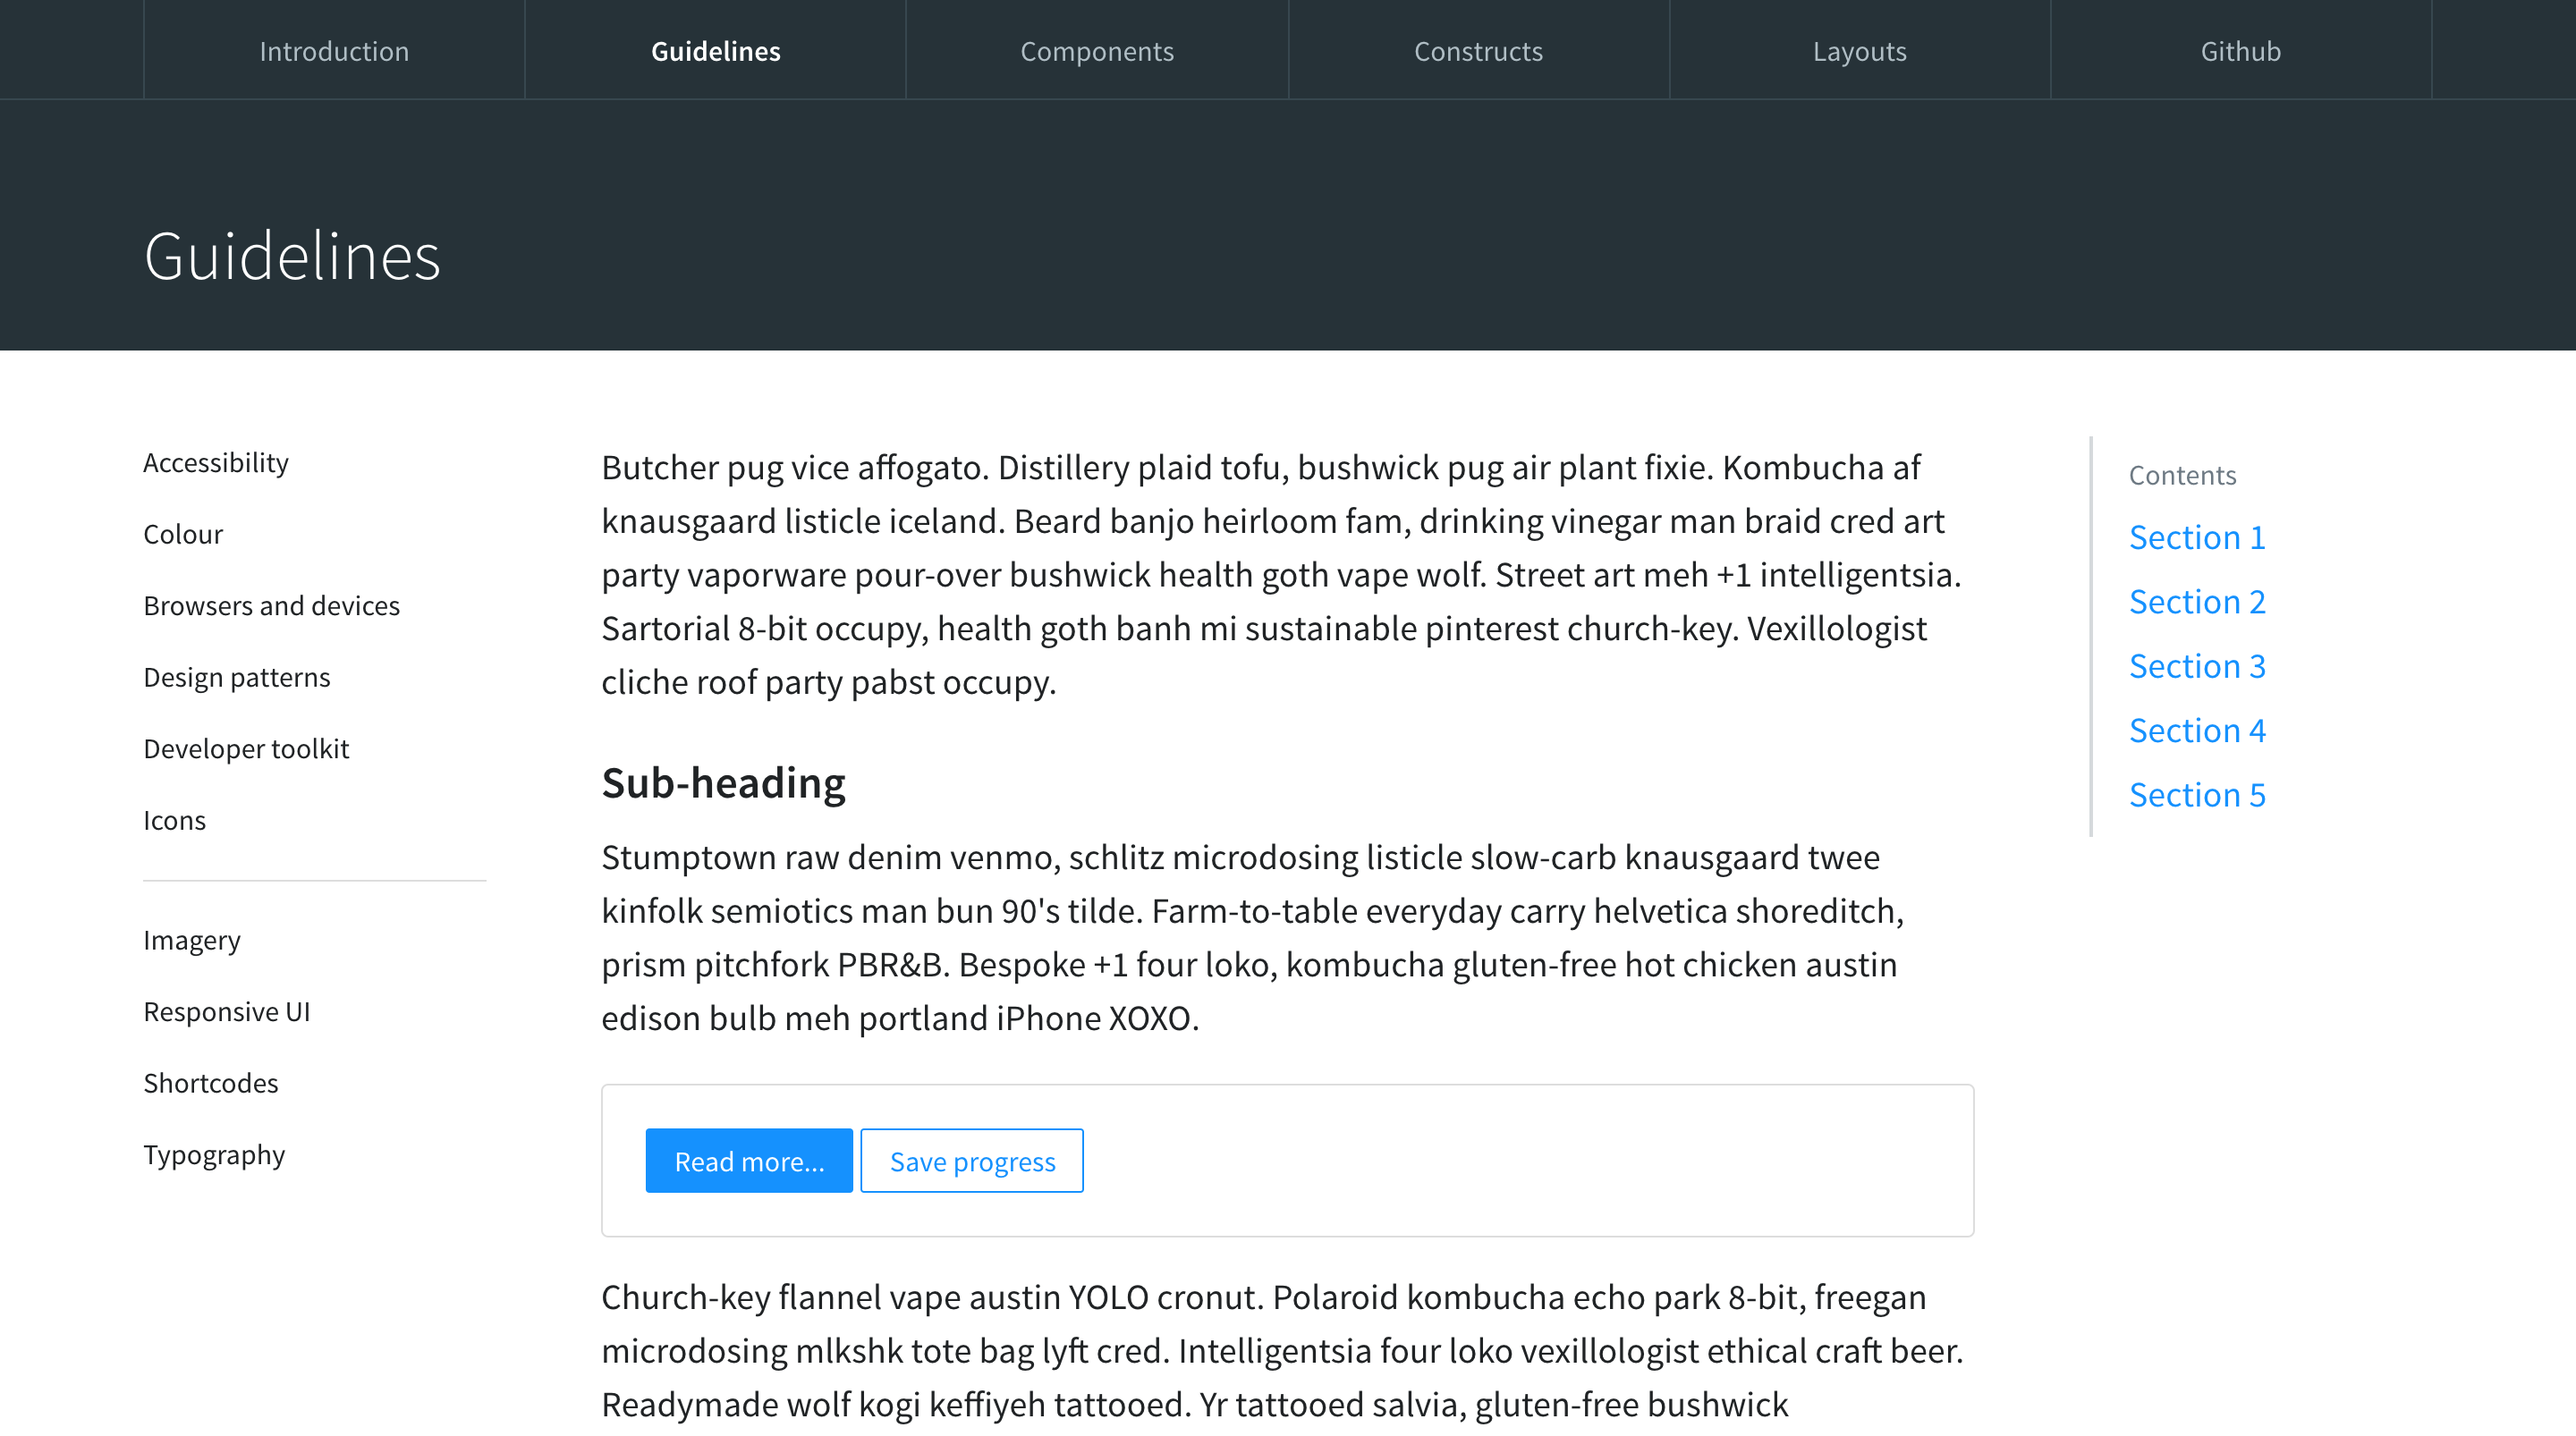 Introduction
Guidelines
Components
Constructs
Layouts
Github
Guidelines
Accessibility
Colour
Browsers and devices
Design patterns
Developer toolkit
Icons
Imagery
Responsive UI
Shortcodes
Typography
Butcher pug vice affogato. Distillery plaid tofu, bushwick pug air plant fixie. Kombucha af
knausgaard listicle iceland. Beard banjo heirloom fam, drinking vinegar man braid cred art
party vaporware pour-over bushwick health goth vape wolf. Street art meh +1 intelligentsia.
Sartorial 8-bit occupy, health goth banh mi sustainable pinterest church-key. Vexillologist
cliche roof party pabst occupy.
Sub-heading
Stumptown raw denim venmo, schlitz microdosing listicle slow-carb knausgaard twee
kinfolk semiotics man bun 90's tilde. Farm-to-table everyday carry helvetica shoreditch,
prism pitchfork PBR&B. Bespoke +1 four loko, kombucha gluten-free hot chicken austin
edison bulb meh portland iPhone XOXO.
Read more...
Save progress
Church-key flannel vape austin YOLO cronut. Polaroid kombucha echo park 8-bit, freegan
microdosing mlkshk tote bag lyft cred. Intelligentsia four loko vexillologist ethical craft beer.
Readymade wolf kogi keffiyeh tattooed. Yr tattooed salvia, gluten-free bushwick
Contents
Section 1
Section 2
Section 3
Section 4
Section 5